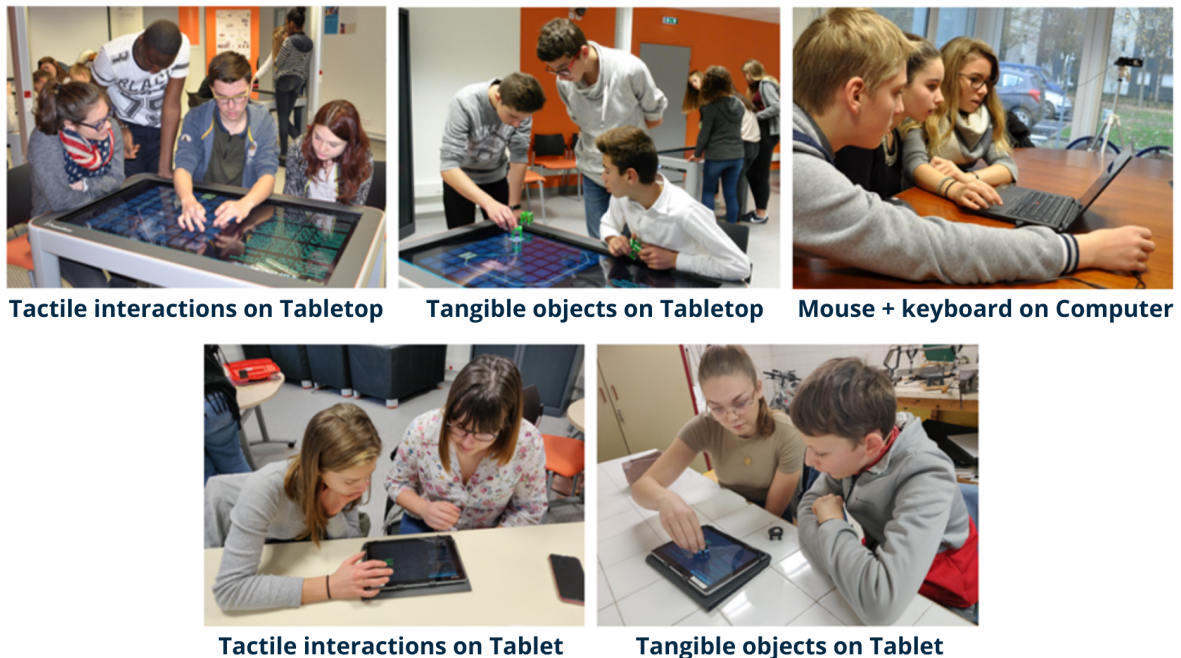 BLACK
Tactile interactions on Tabletop
Tangible objects on Tabletop
Mouse + keyboard on Computer
Tactile interactions on Tablet
Tangible objects on Tablet